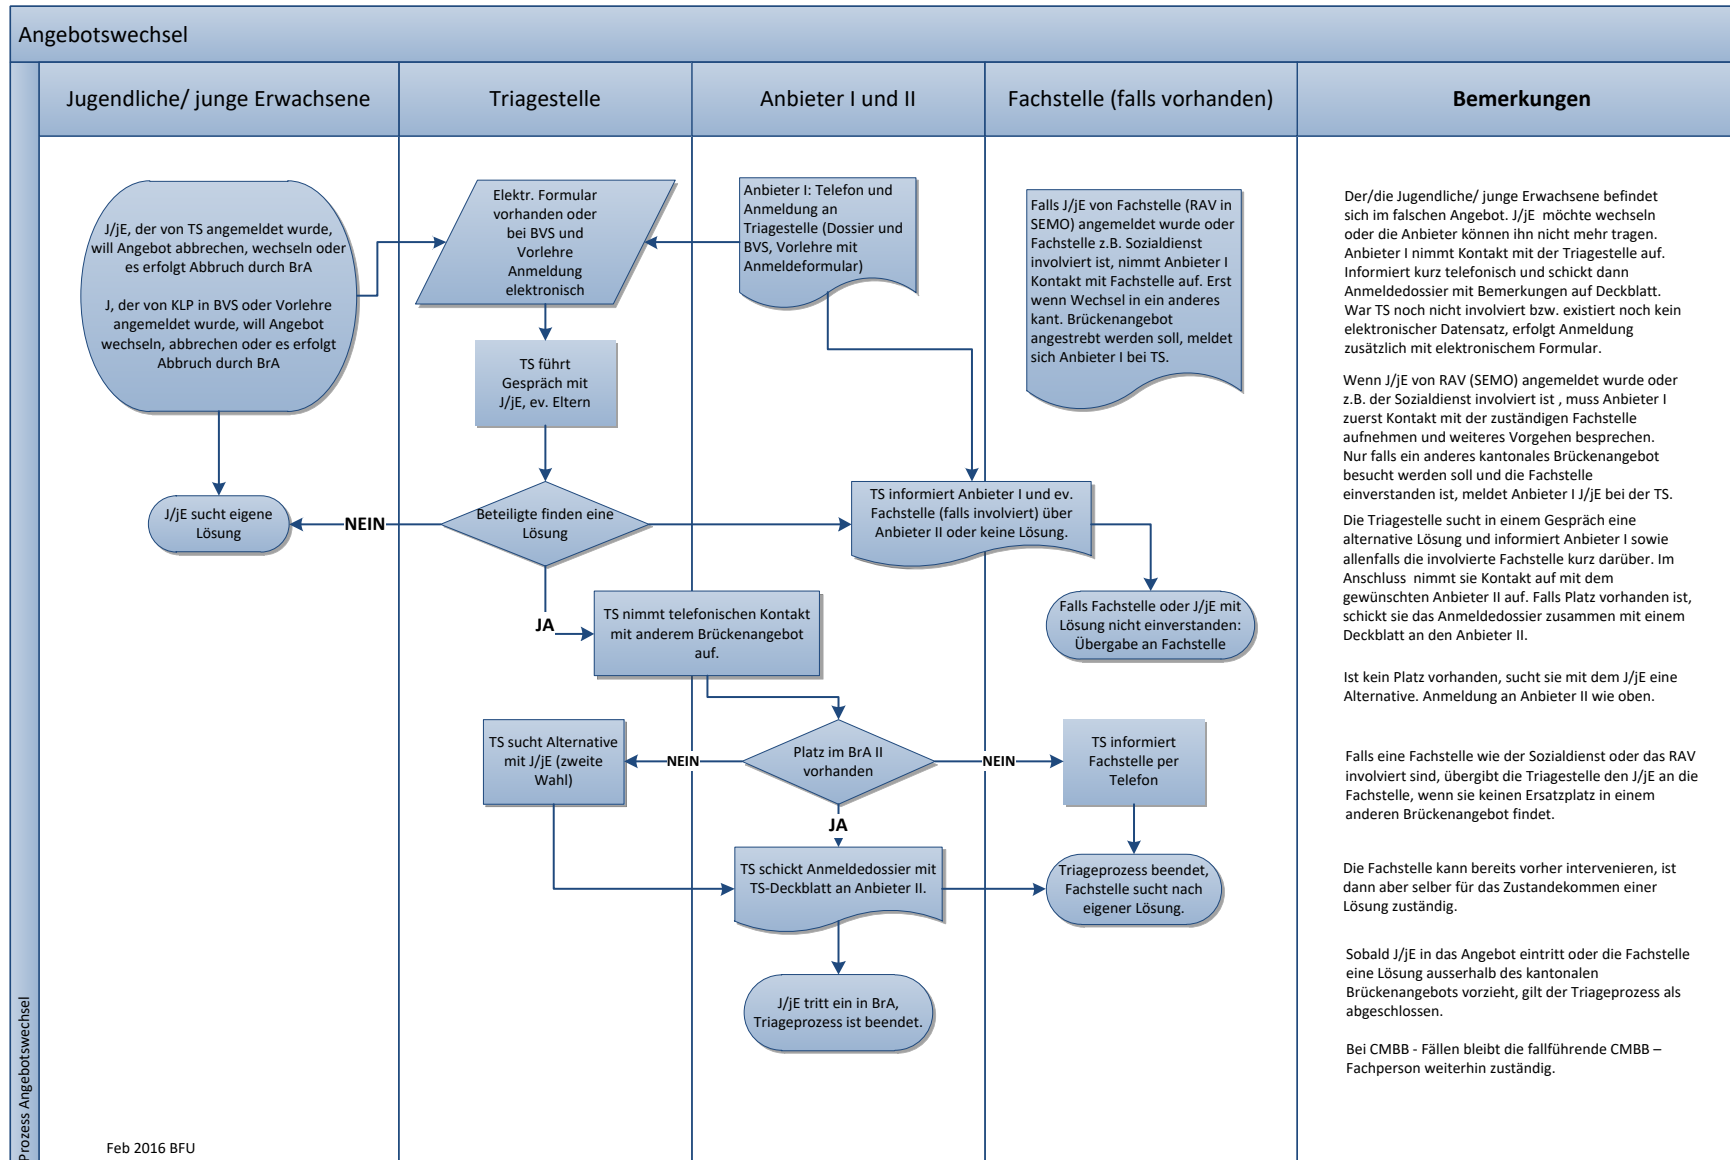 Angebotswechsel
Prozess Angebotswechsel
Jugendliche/ junge Erwachsene
Triagestelle
Anbieter I und II
Fachstelle (falls vorhanden)
Bemerkungen
J/jE, der von TS angemeldet wurde,
will Angebot abbrechen, wechseln oder
es erfolgt Abbruch durch BrA
J, der von KLP in BVS oder Vorlehre
angemeldet wurde, will Angebot
wechseln, abbrechen oder es erfolgt
Abbruch durch BrA
Elektr. Formular
vorhanden oder
bei BVS und
Vorlehre
Anmeldung
elektronisch
Anbieter I: Telefon und
Anmeldung an
Triagestelle (Dossier und
BVS, Vorlehre mit
Anmeldeformular)
Falls J/jE von Fachstelle (RAV in
SEMO) angemeldet wurde oder
Fachstelle z.B. Sozialdienst
involviert ist, nimmt Anbieter I
Kontakt mit Fachstelle auf. Erst
wenn Wechsel in ein anderes
kant. Brückenangebot
angestrebt werden soll, meldet
sich Anbieter I bei TS.
TS führt
Gespräch mit
J/jE, ev. Eltern
J/jE sucht eigene
Lösung
NEIN
Beteiligte finden eine
Lösung
TS informiert Anbieter I und ev.
Fachstelle (falls involviert) über
Anbieter II oder keine Lösung.
JA
TS nimmt telefonischen Kontakt
mit anderem Brückenangebot
auf.
Falls Fachstelle oder J/jE mit
Lösung nicht einverstanden:
Übergabe an Fachstelle
TS sucht Alternative
mit J/jE (zweite
Wahl)
NEIN
Platz im BrA II
vorhanden
NEIN
TS informiert
Fachstelle per
Telefon
JA
TS schickt Anmeldedossier mit
TS-Deckblatt an Anbieter II.
Triageprozess beendet,
Fachstelle sucht nach
eigener Lösung.
J/jE tritt ein in BrA,
Triageprozess ist beendet.
Der/die Jugendliche/ junge Erwachsene befindet
sich im falschen Angebot. J/jE  möchte wechseln
oder die Anbieter können ihn nicht mehr tragen.
Anbieter I nimmt Kontakt mit der Triagestelle auf.
Informiert kurz telefonisch und schickt dann
Anmeldedossier mit Bemerkungen auf Deckblatt.
War TS noch nicht involviert bzw. existiert noch kein
elektronischer Datensatz, erfolgt Anmeldung
zusätzlich mit elektronischem Formular.
Wenn J/jE von RAV (SEMO) angemeldet wurde oder
z.B. der Sozialdienst involviert ist , muss Anbieter I
zuerst Kontakt mit der zuständigen Fachstelle
aufnehmen und weiteres Vorgehen besprechen.
Nur falls ein anderes kantonales Brückenangebot
besucht werden soll und die Fachstelle
einverstanden ist, meldet Anbieter I J/jE bei der TS.
Die Triagestelle sucht in einem Gespräch eine
alternative Lösung und informiert Anbieter I sowie
allenfalls die involvierte Fachstelle kurz darüber. Im
Anschluss  nimmt sie Kontakt auf mit dem
gewünschten Anbieter II auf. Falls Platz vorhanden ist,
schickt sie das Anmeldedossier zusammen mit einem
Deckblatt an den Anbieter II.
Ist kein Platz vorhanden, sucht sie mit dem J/jE eine
Alternative. Anmeldung an Anbieter II wie oben.
Falls eine Fachstelle wie der Sozialdienst oder das RAV
involviert sind, übergibt die Triagestelle den J/jE an die
Fachstelle, wenn sie keinen Ersatzplatz in einem
anderen Brückenangebot findet.
Die Fachstelle kann bereits vorher intervenieren, ist
dann aber selber für das Zustandekommen einer
Lösung zuständig.
Sobald J/jE in das Angebot eintritt oder die Fachstelle
eine Lösung ausserhalb des kantonalen
Brückenangebots vorzieht, gilt der Triageprozess als
abgeschlossen.
Bei CMBB - Fällen bleibt die fallführende CMBB –
Fachperson weiterhin zuständig.
Feb 2016 BFU